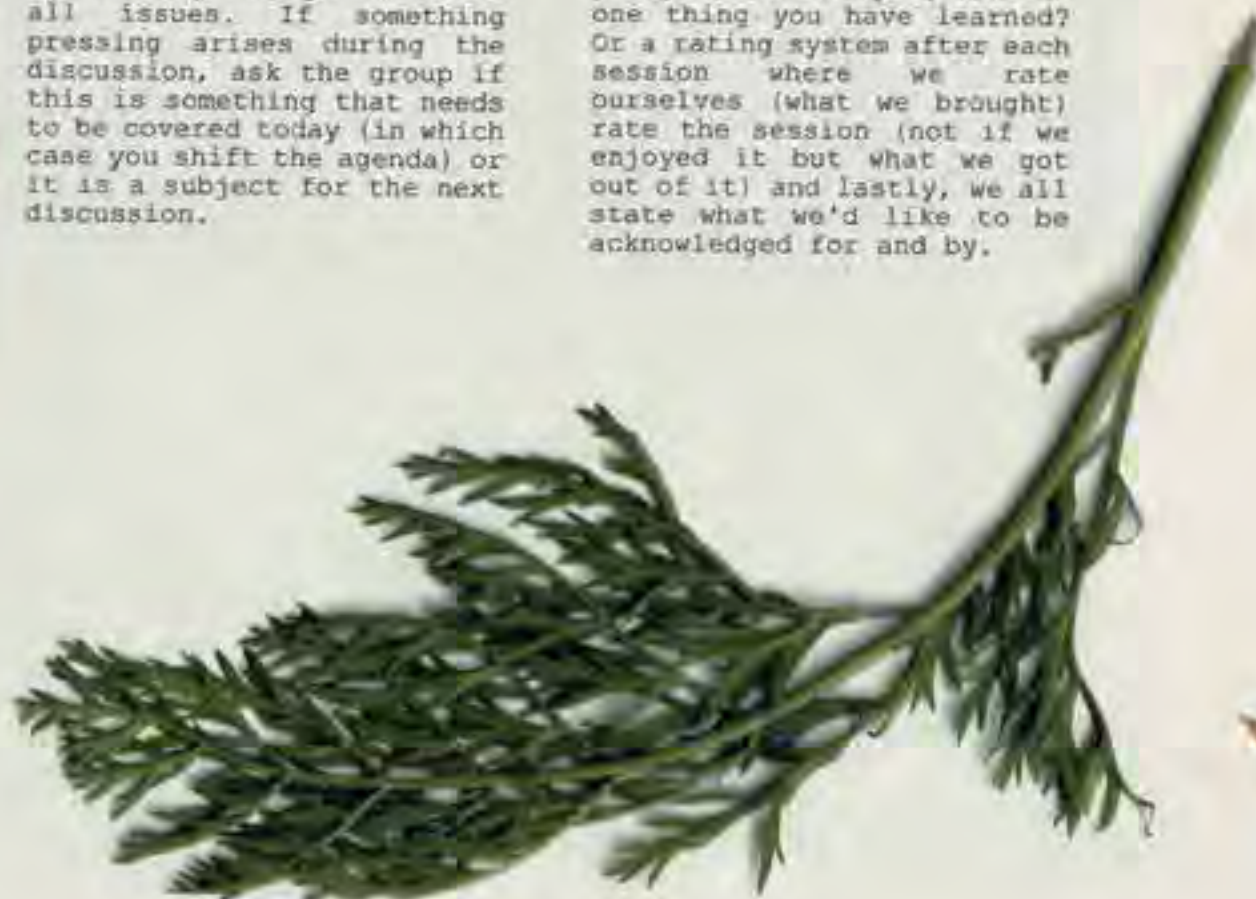 all issues. If something
pressing arises during the
discussion, ask the group if
this is something that needs
to be covered today (in which
case you shift the agenda) or
it is a subject for the next
discussion.
one thing you have learned?
Or a rating system after each
session where we rate
ourselves (what we brought)
rate the session (not if we
enjoyed it but what we got
out of it) and lastly, we all
state what we'd like to be
acknowledged for and by.